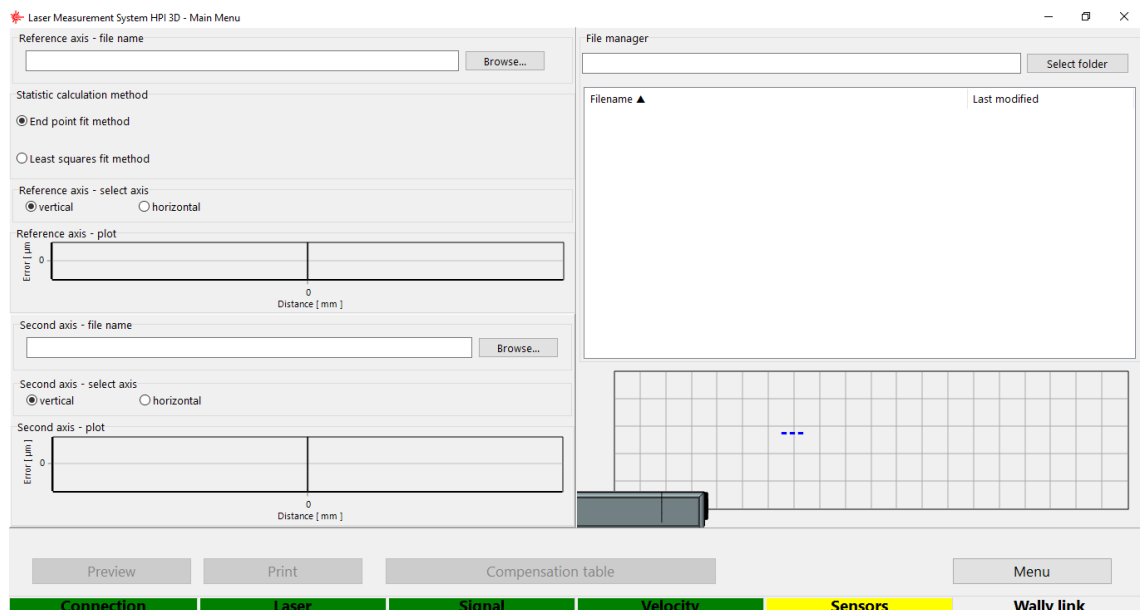 Laser Measurement System HPI 3D - Main Menu
Reference axis - file name
Browse...
Statistic calculation method
End point fit method
Least squares fit method
Reference axis - select axis
vertical
horizontal
Reference axis - plot
Error [ µm
0
0
Distance [ mm ]
Second axis - file name
Browse...
Second axis - select axis
vertical
horizontal
Second axis - plot
Error [ µm ]
0
0
Distance [ mm ]
File manager
Select folder
Filename ▲
Last modified
---
Preview
Print
Compensation table
Menu
Connection
Laser
Signal
Velocity
Sensors
Wally link